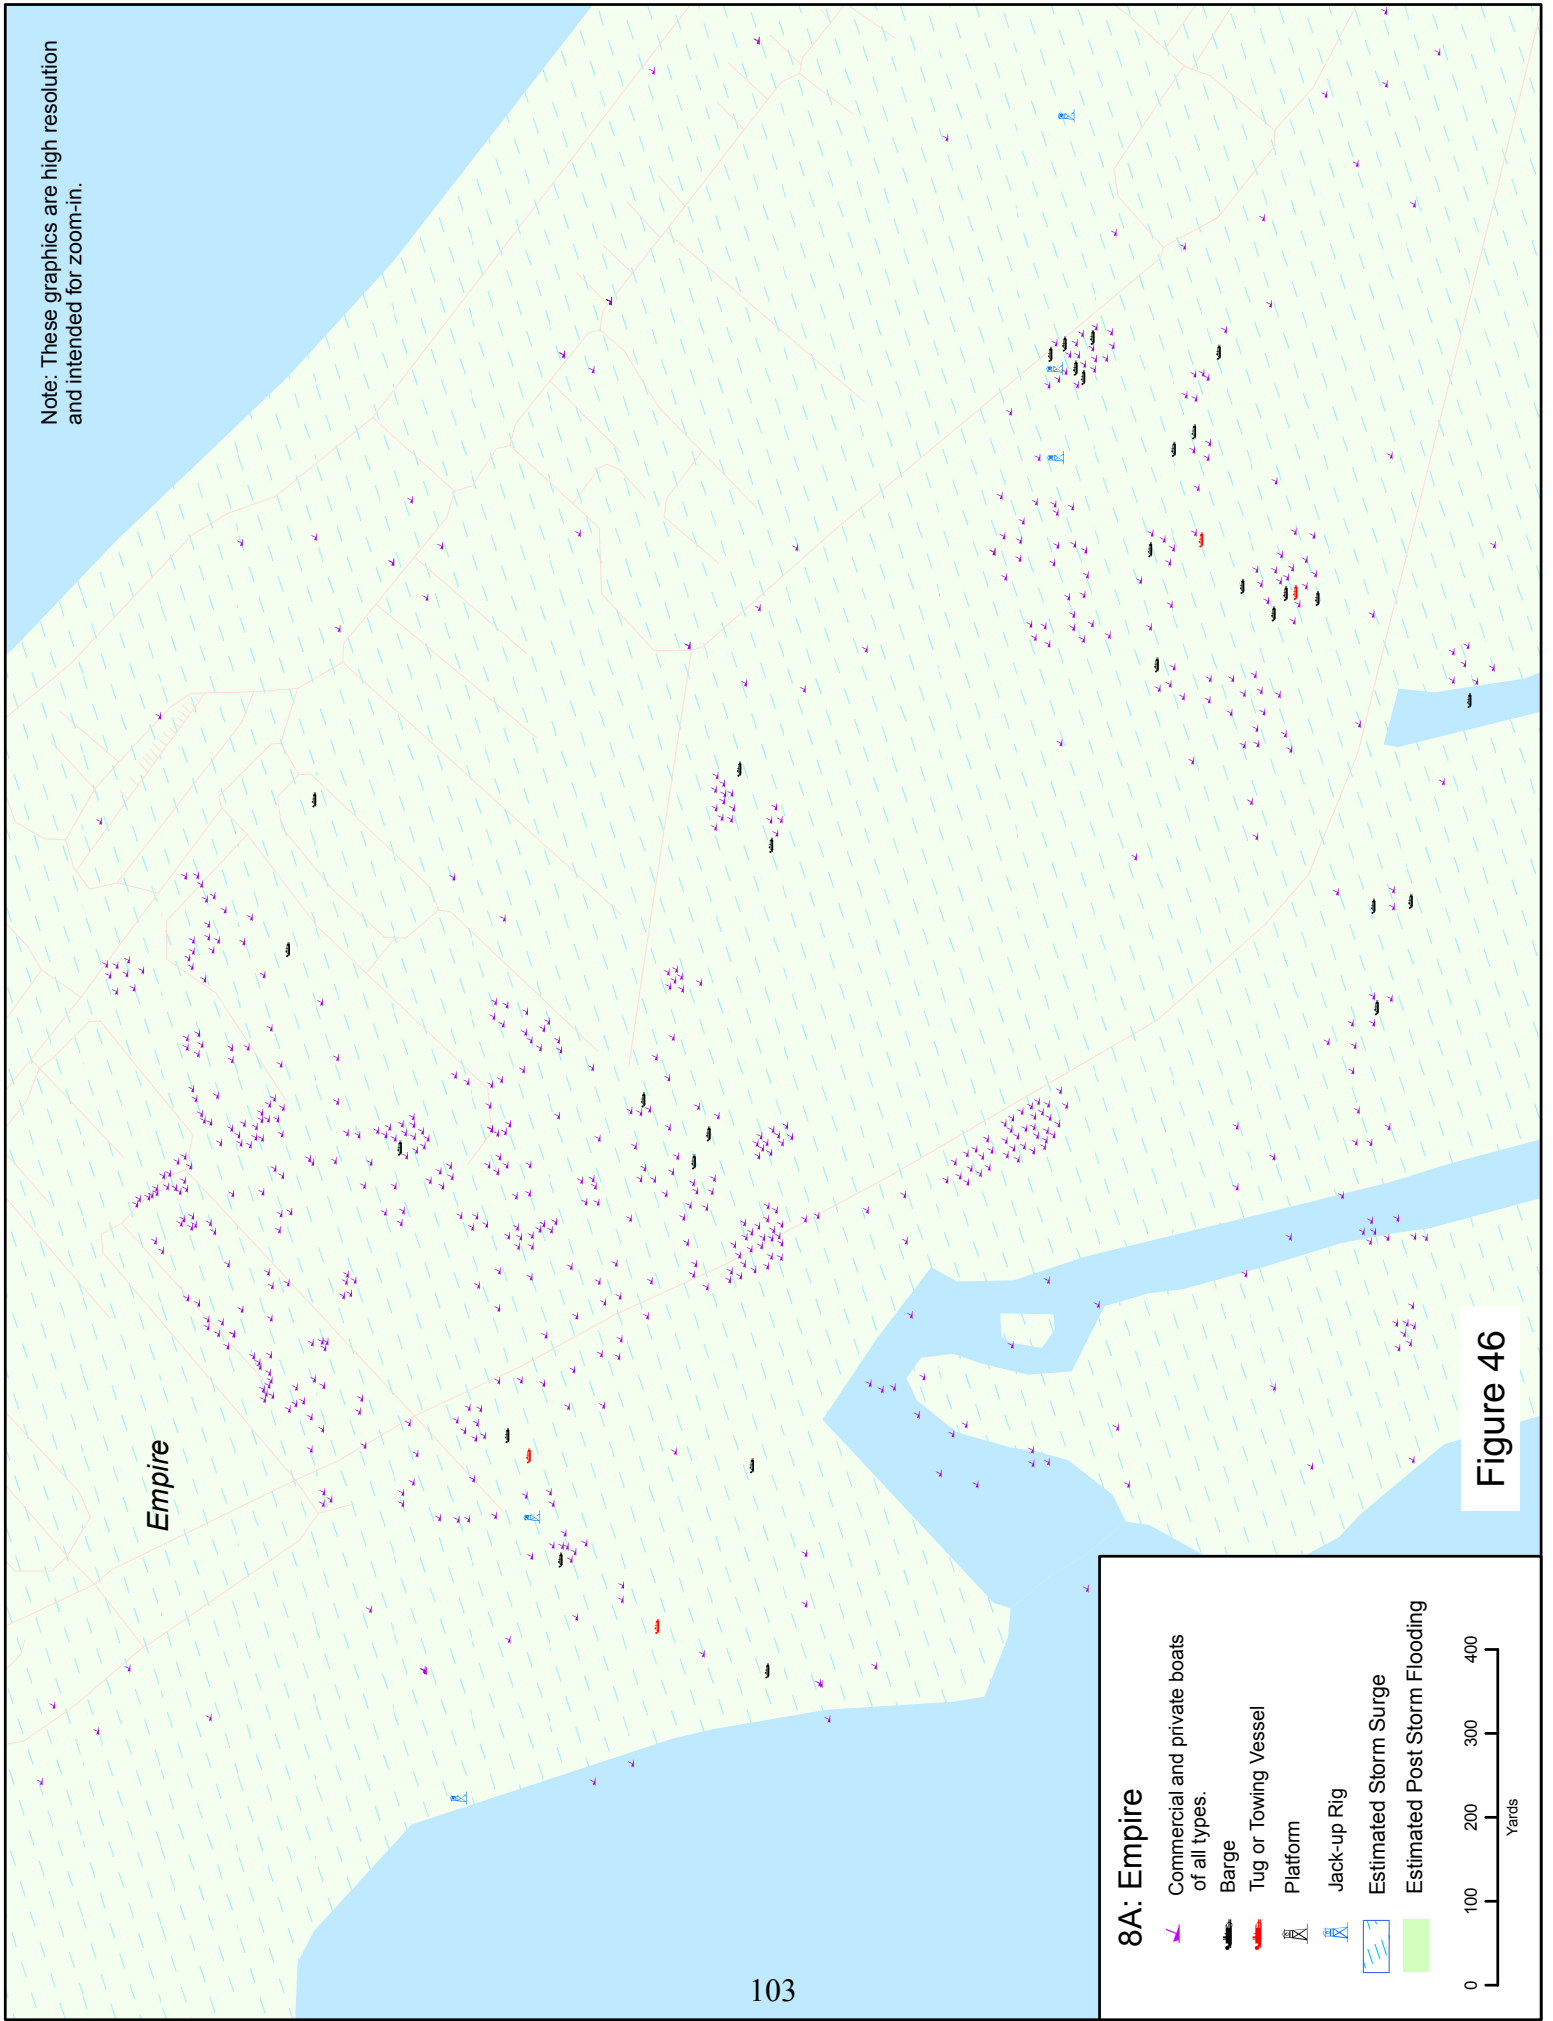 Note: These graphics are high resolution
and intended for zoom-in.
Empire
8A: Empire
Commercial and private boats
of all types.
Barge
Tug or Towing Vessel
Platform
Jack-up Rig
Estimated Storm Surge
Estimated Post Storm Flooding
0 100 200 300 400
Yards
Figure 46
103